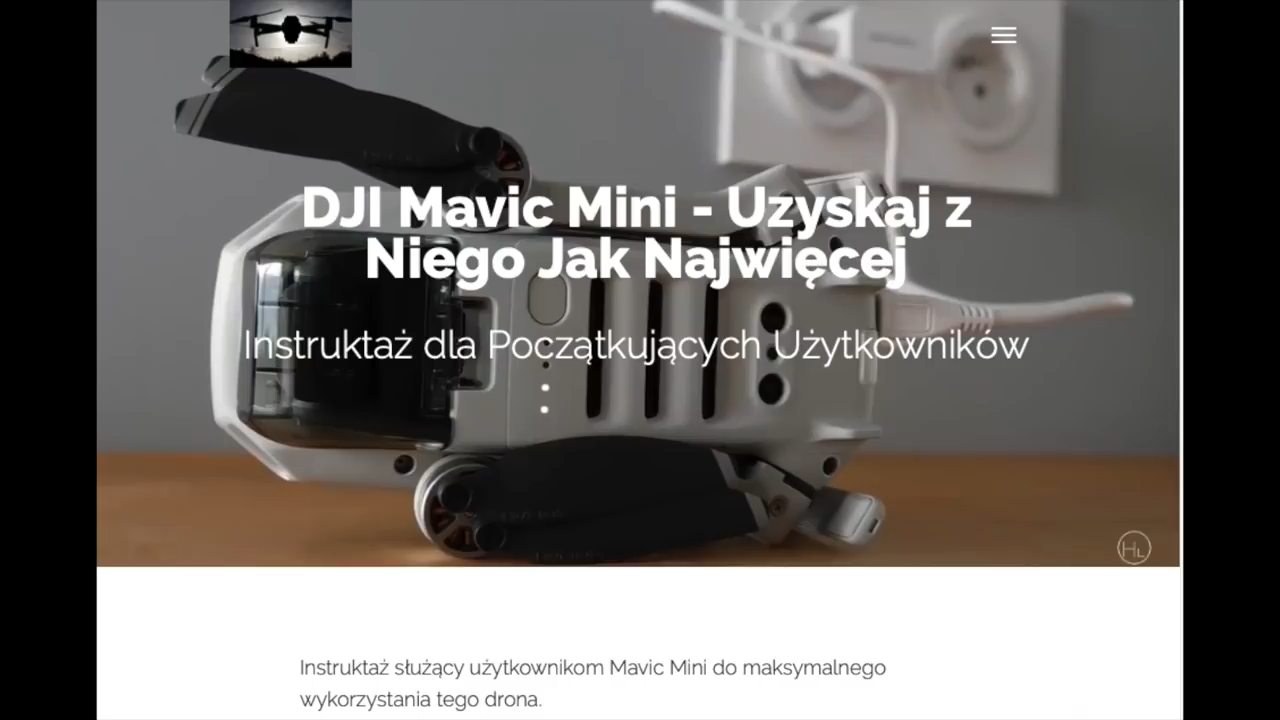 DJI Mavic Mini - Uzyskaj z
Niego Jak Najwięcej
Instruktaż dla Początkujących Użytkowników
HL
Instruktaż służący użytkownikom Mavic Mini do maksymalnego
wykorzystania tego drona.